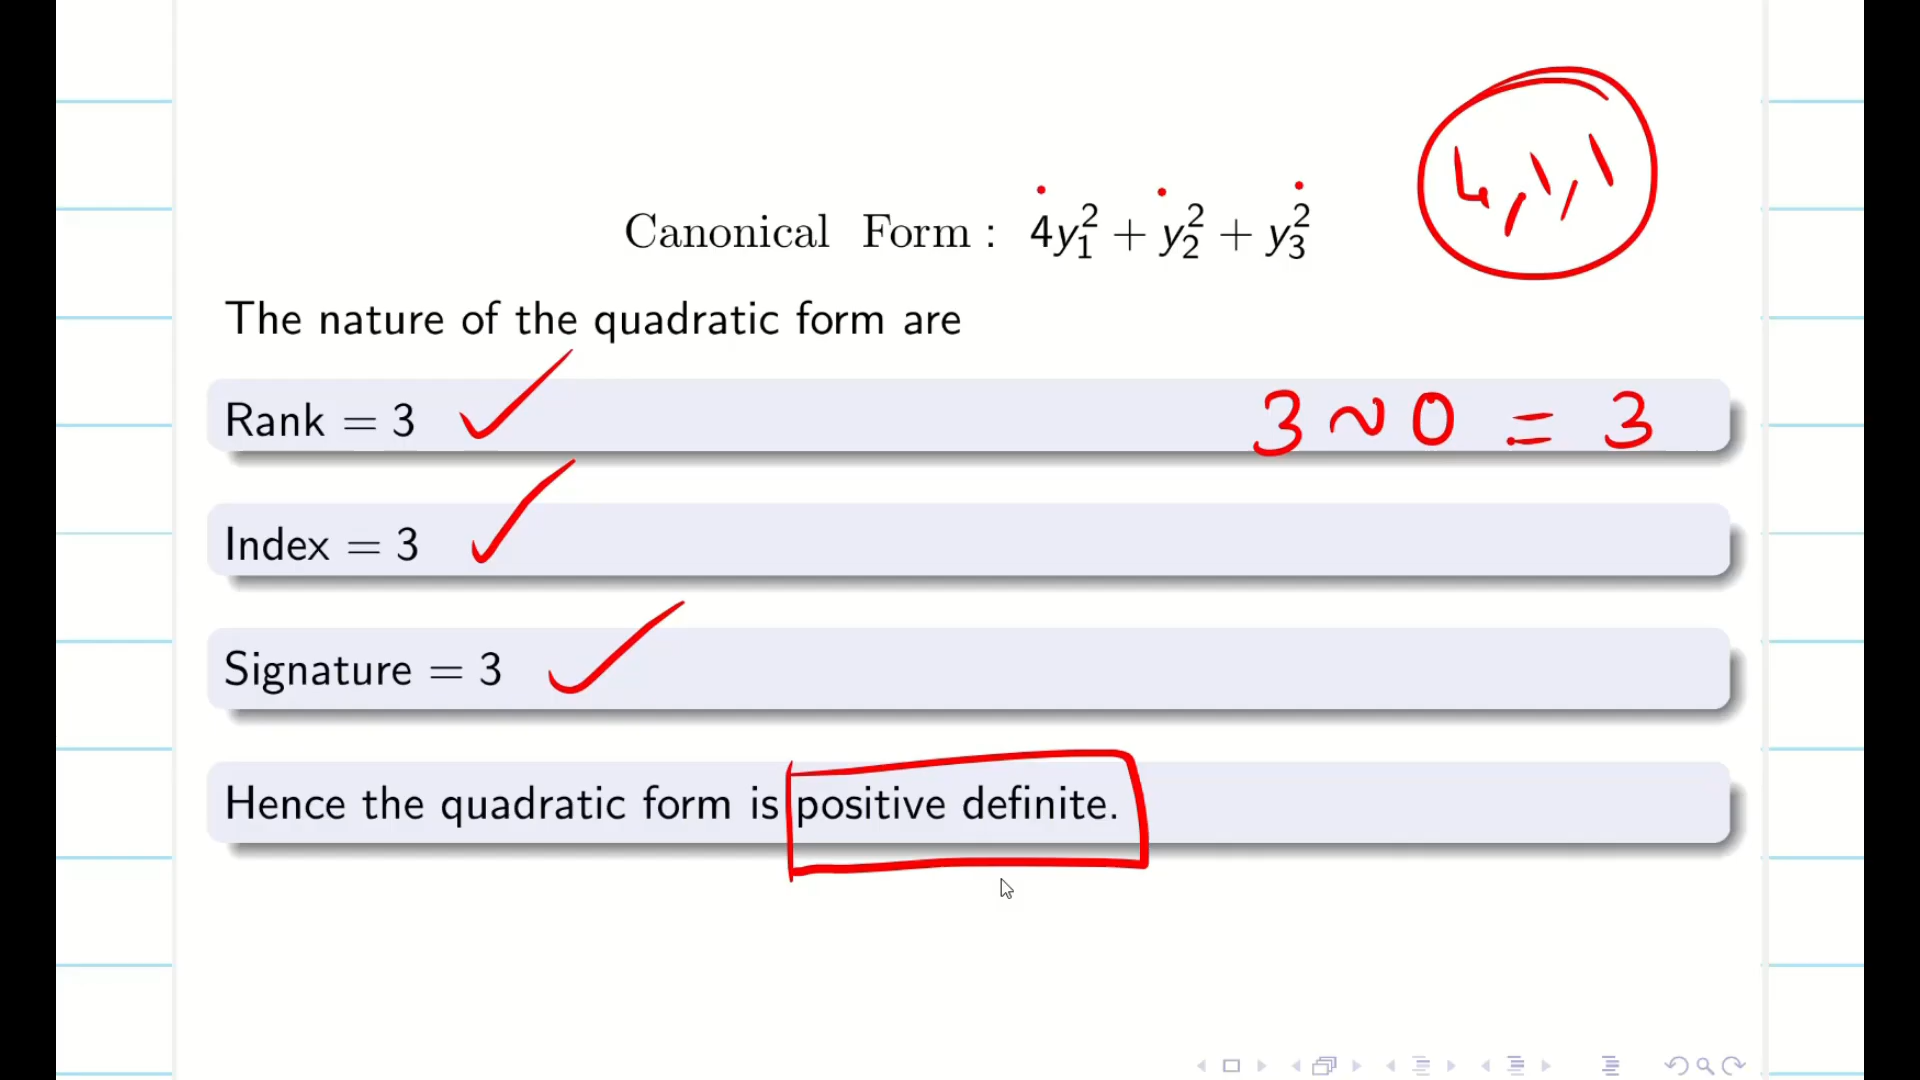 4,1,1
Canonical Form : 4y₁² + y₂² + y₃²
The nature of the quadratic form are
Rank = 3
3 ~ 0 = 3
Index = 3
Signature = 3
Hence the quadratic form is positive definite.